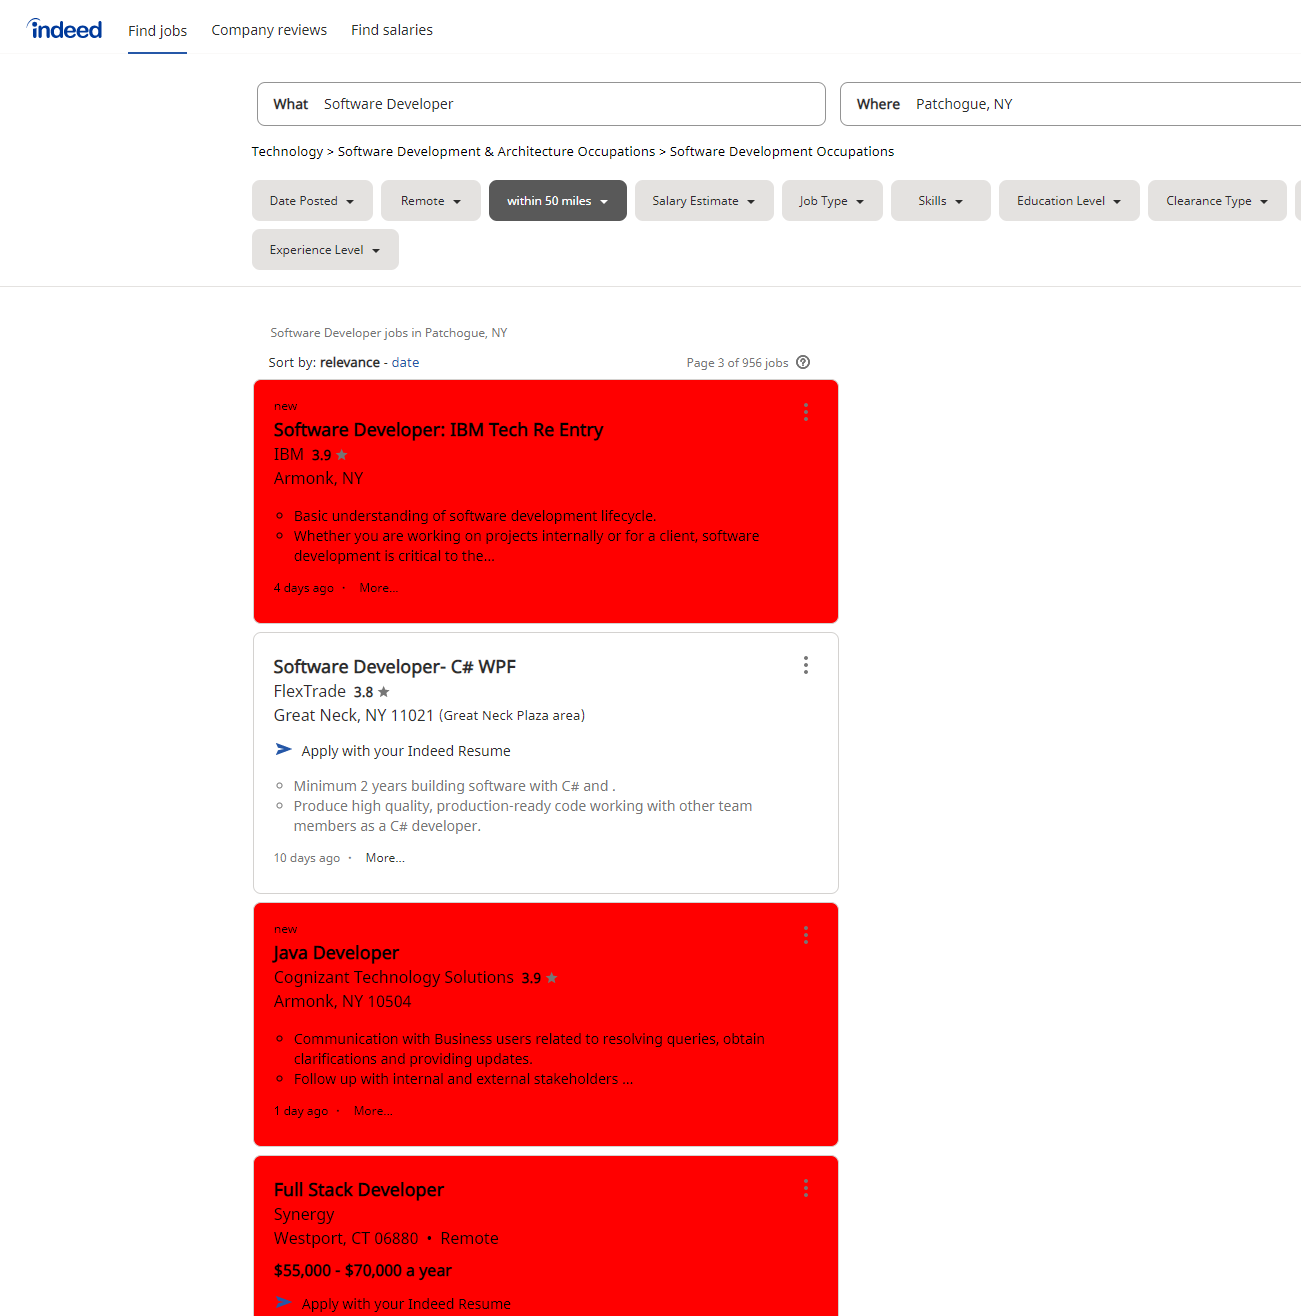 indeed
Find jobs Company reviews Find salaries
What Software Developer Where Patchogue, NY
Technology > Software Development & Architecture Occupations > Software Development Occupations
Date Posted Remote within 50 miles Salary Estimate Job Type Skills Education Level Clearance Type
Experience Level
Software Developer jobs in Patchogue, NY
Sort by: relevance - date Page 3 of 956 jobs
new
Software Developer: IBM Tech Re Entry
IBM 3.9
Armonk, NY
Basic understanding of software development lifecycle.
Whether you are working on projects internally or for a client, software
development is critical to the...
4 days ago · More...
Software Developer- C# WPF
FlexTrade 3.8
Great Neck, NY 11021 (Great Neck Plaza area)
Apply with your Indeed Resume
Minimum 2 years building software with C# and .
Produce high quality, production-ready code working with other team
members as a C# developer.
10 days ago · More...
new
Java Developer
Cognizant Technology Solutions 3.9
Armonk, NY 10504
Communication with Business users related to resolving queries, obtain
clarifications and providing updates.
Follow up with internal and external stakeholders ...
1 day ago · More...
Full Stack Developer
Synergy
Westport, CT 06880 • Remote
$55,000 - $70,000 a year
Apply with your Indeed Resume